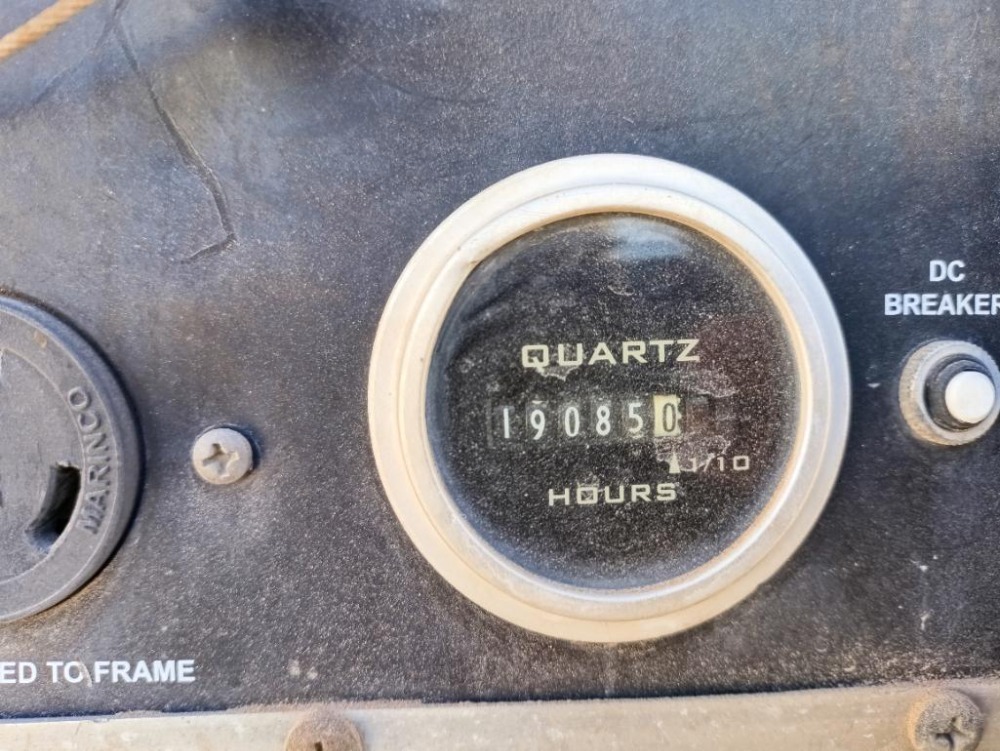 QUARTZ
190850
1/10
HOURS
DC
BREAKER
MARINCO
ED TO FRAME